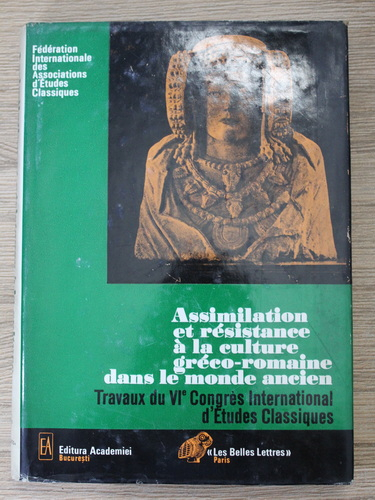 Fédération
Internationale
des
Associations
d'Études
Classiques
Assimilation
et résistance
à la culture
gréco-romaine
dans le monde ancien
Travaux du VIe Congrès International
d'Études Classiques
EA
Editura Academiei
Bucureşti
«Les Belles Lettres»
Paris